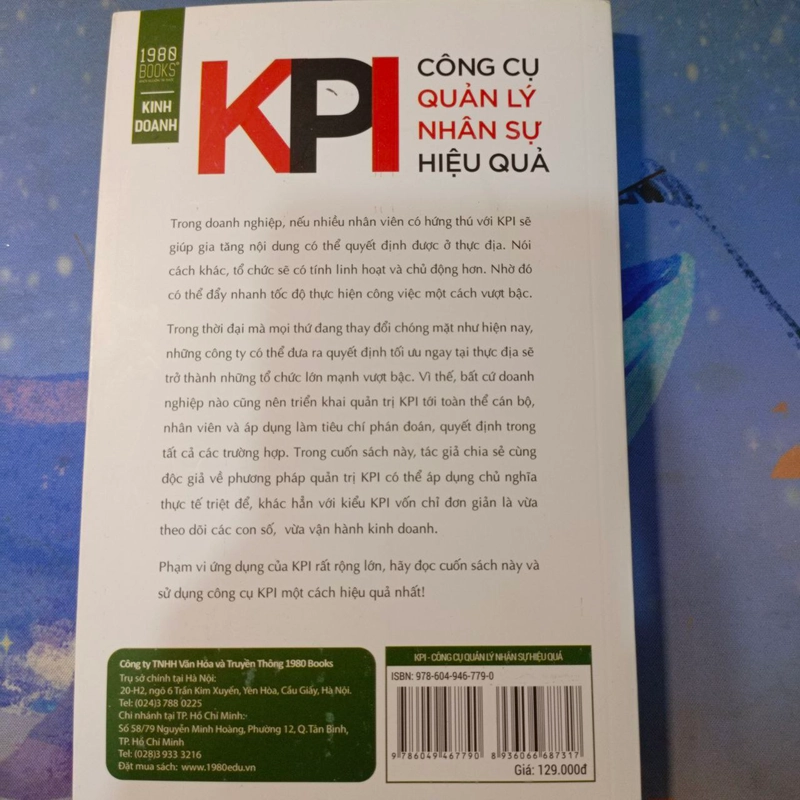 1980
BOOKS
KINH
DOANH
KPI
CÔNG CỤ
QUẢN LÝ
NHÂN SỰ
HIỆU QUẢ
Trong doanh nghiệp, nếu nhiều nhân viên có hứng thú với KPI sẽ
giúp gia tăng nội dung có thể quyết định được ở thực địa. Nói
cách khác, tổ chức sẽ có tính linh hoạt và chủ động hơn. Nhờ đó
có thể đẩy nhanh tốc độ thực hiện công việc một cách vượt bậc.
Trong thời đại mà mọi thứ đang thay đổi chóng mặt như hiện nay,
những công ty có thể đưa ra quyết định tối ưu ngay tại thực địa sẽ
trở thành những tổ chức lớn mạnh vượt bậc. Vì thế, bất cứ doanh
nghiệp nào cũng nên triển khai quản trị KPI tới toàn thể cán bộ,
nhân viên và áp dụng làm tiêu chí phán đoán, quyết định trong
tất cả các trường hợp. Trong cuốn sách này, tác giả chia sẻ cùng
độc giả về phương pháp quản trị KPI có thể áp dụng chủ nghĩa
thực tế triệt để, khác hẳn với kiểu KPI vốn chỉ đơn giản là vừa
theo dõi các con số, vừa vận hành kinh doanh.
Phạm vi ứng dụng của KPI rất rộng lớn, hãy đọc cuốn sách này và
sử dụng công cụ KPI một cách hiệu quả nhất!
Công ty TNHH Văn Hóa và Truyền Thông 1980 Books
Trụ sở chính tại Hà Nội:
20-H2, ngõ 6 Trần Kim Xuyến, Yên Hòa, Cầu Giấy, Hà Nội.
Tel: (024)3 788 0225
Chi nhánh tại TP. Hồ Chí Minh:
Số 58/79 Nguyễn Minh Hoàng, Phường 12, Q.Tân Bình,
TP. Hồ Chí Minh
Tel: (028)3 933 3216
Đặt mua sách: www.1980edu.vn
KPI - CÔNG CỤ QUẢN LÝ NHÂN SỰ HIỆU QUẢ
ISBN: 978-604-946-779-0
9 786049 467790
8 936066 687317
Giá: 129.000đ